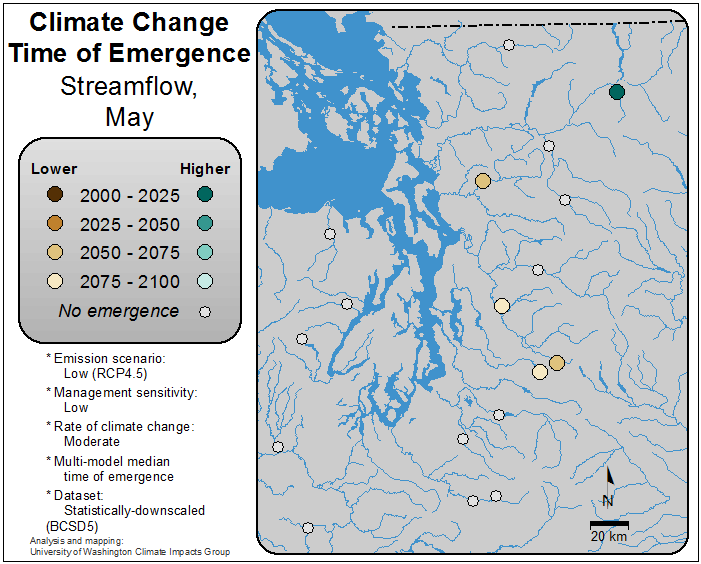 Climate Change
Time of Emergence
Streamflow,
May
Lower Higher
2000 - 2025
2025 - 2050
2050 - 2075
2075 - 2100
No emergence
* Emission scenario:
Low (RCP4.5)
* Management sensitivity:
Low
* Rate of climate change:
Moderate
* Multi-model median
time of emergence
* Dataset:
Statistically-downscaled
(BCSD5)
Analysis and mapping:
University of Washington Climate Impacts Group
N
20 km